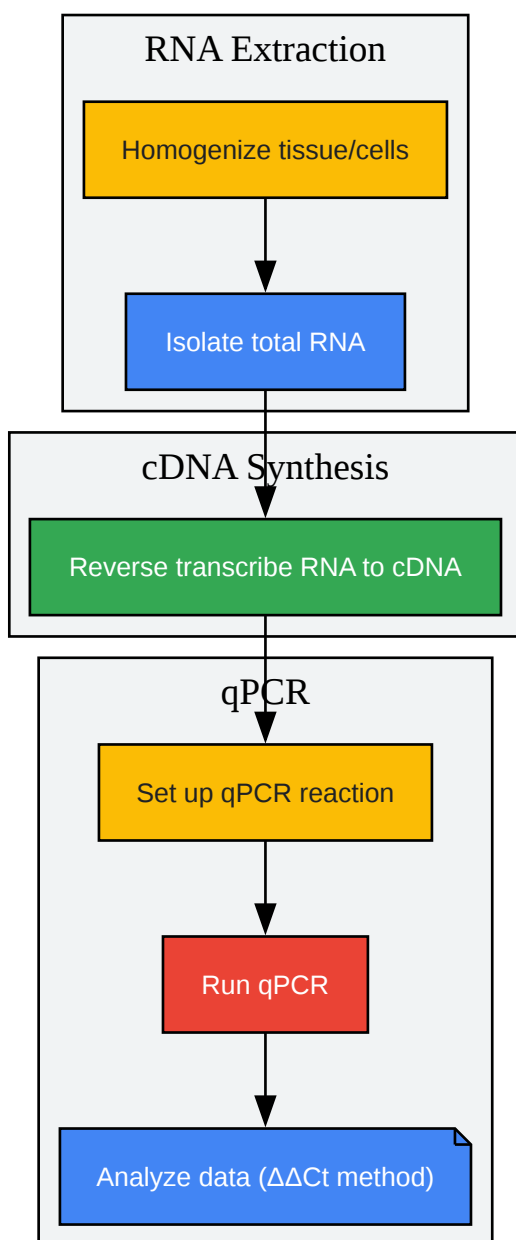 RNA Extraction
Homogenize tissue/cells
Isolate total RNA
cDNA Synthesis
Reverse transcribe RNA to cDNA
qPCR
Set up qPCR reaction
Run qPCR
Analyze data (ΔΔCt method)